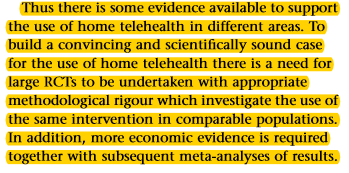 Thus there is some evidence available to support
the use of home telehealth in different areas. To
build a convincing and scientifically sound case
for the use of home telehealth there is a need for
large RCTs to be undertaken with appropriate
methodological rigour which investigate the use of
the same intervention in comparable populations.
In addition, more economic evidence is required
together with subsequent meta-analyses of results.